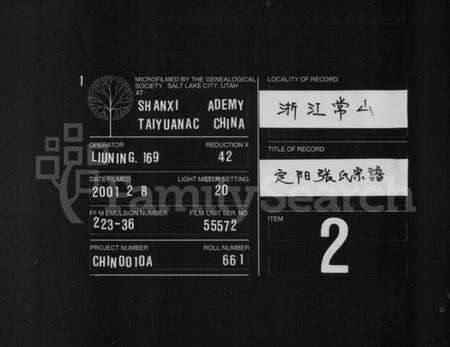 1
MICROFILMED BY THE GENEALOGICAL
SOCIETY, SALT LAKE CITY, UTAH
AT:
SHANXI ADEMY
TAIYUANAC CHINA
OPERATOR REDUCTION X
LIUNING. 169 42
DATE FILMED LIGHT METER SETTING
2001 2 8 20
FILM EMULSION NUMBER FILM UNIT SER. NO.
223-36 55572
PROJECT NUMBER ROLL NUMBER
CHIN0010A 661
LOCALITY OF RECORD
浙江常山
TITLE OF RECORD
定阳張氏宗譜
ITEM
2
FamilySearch